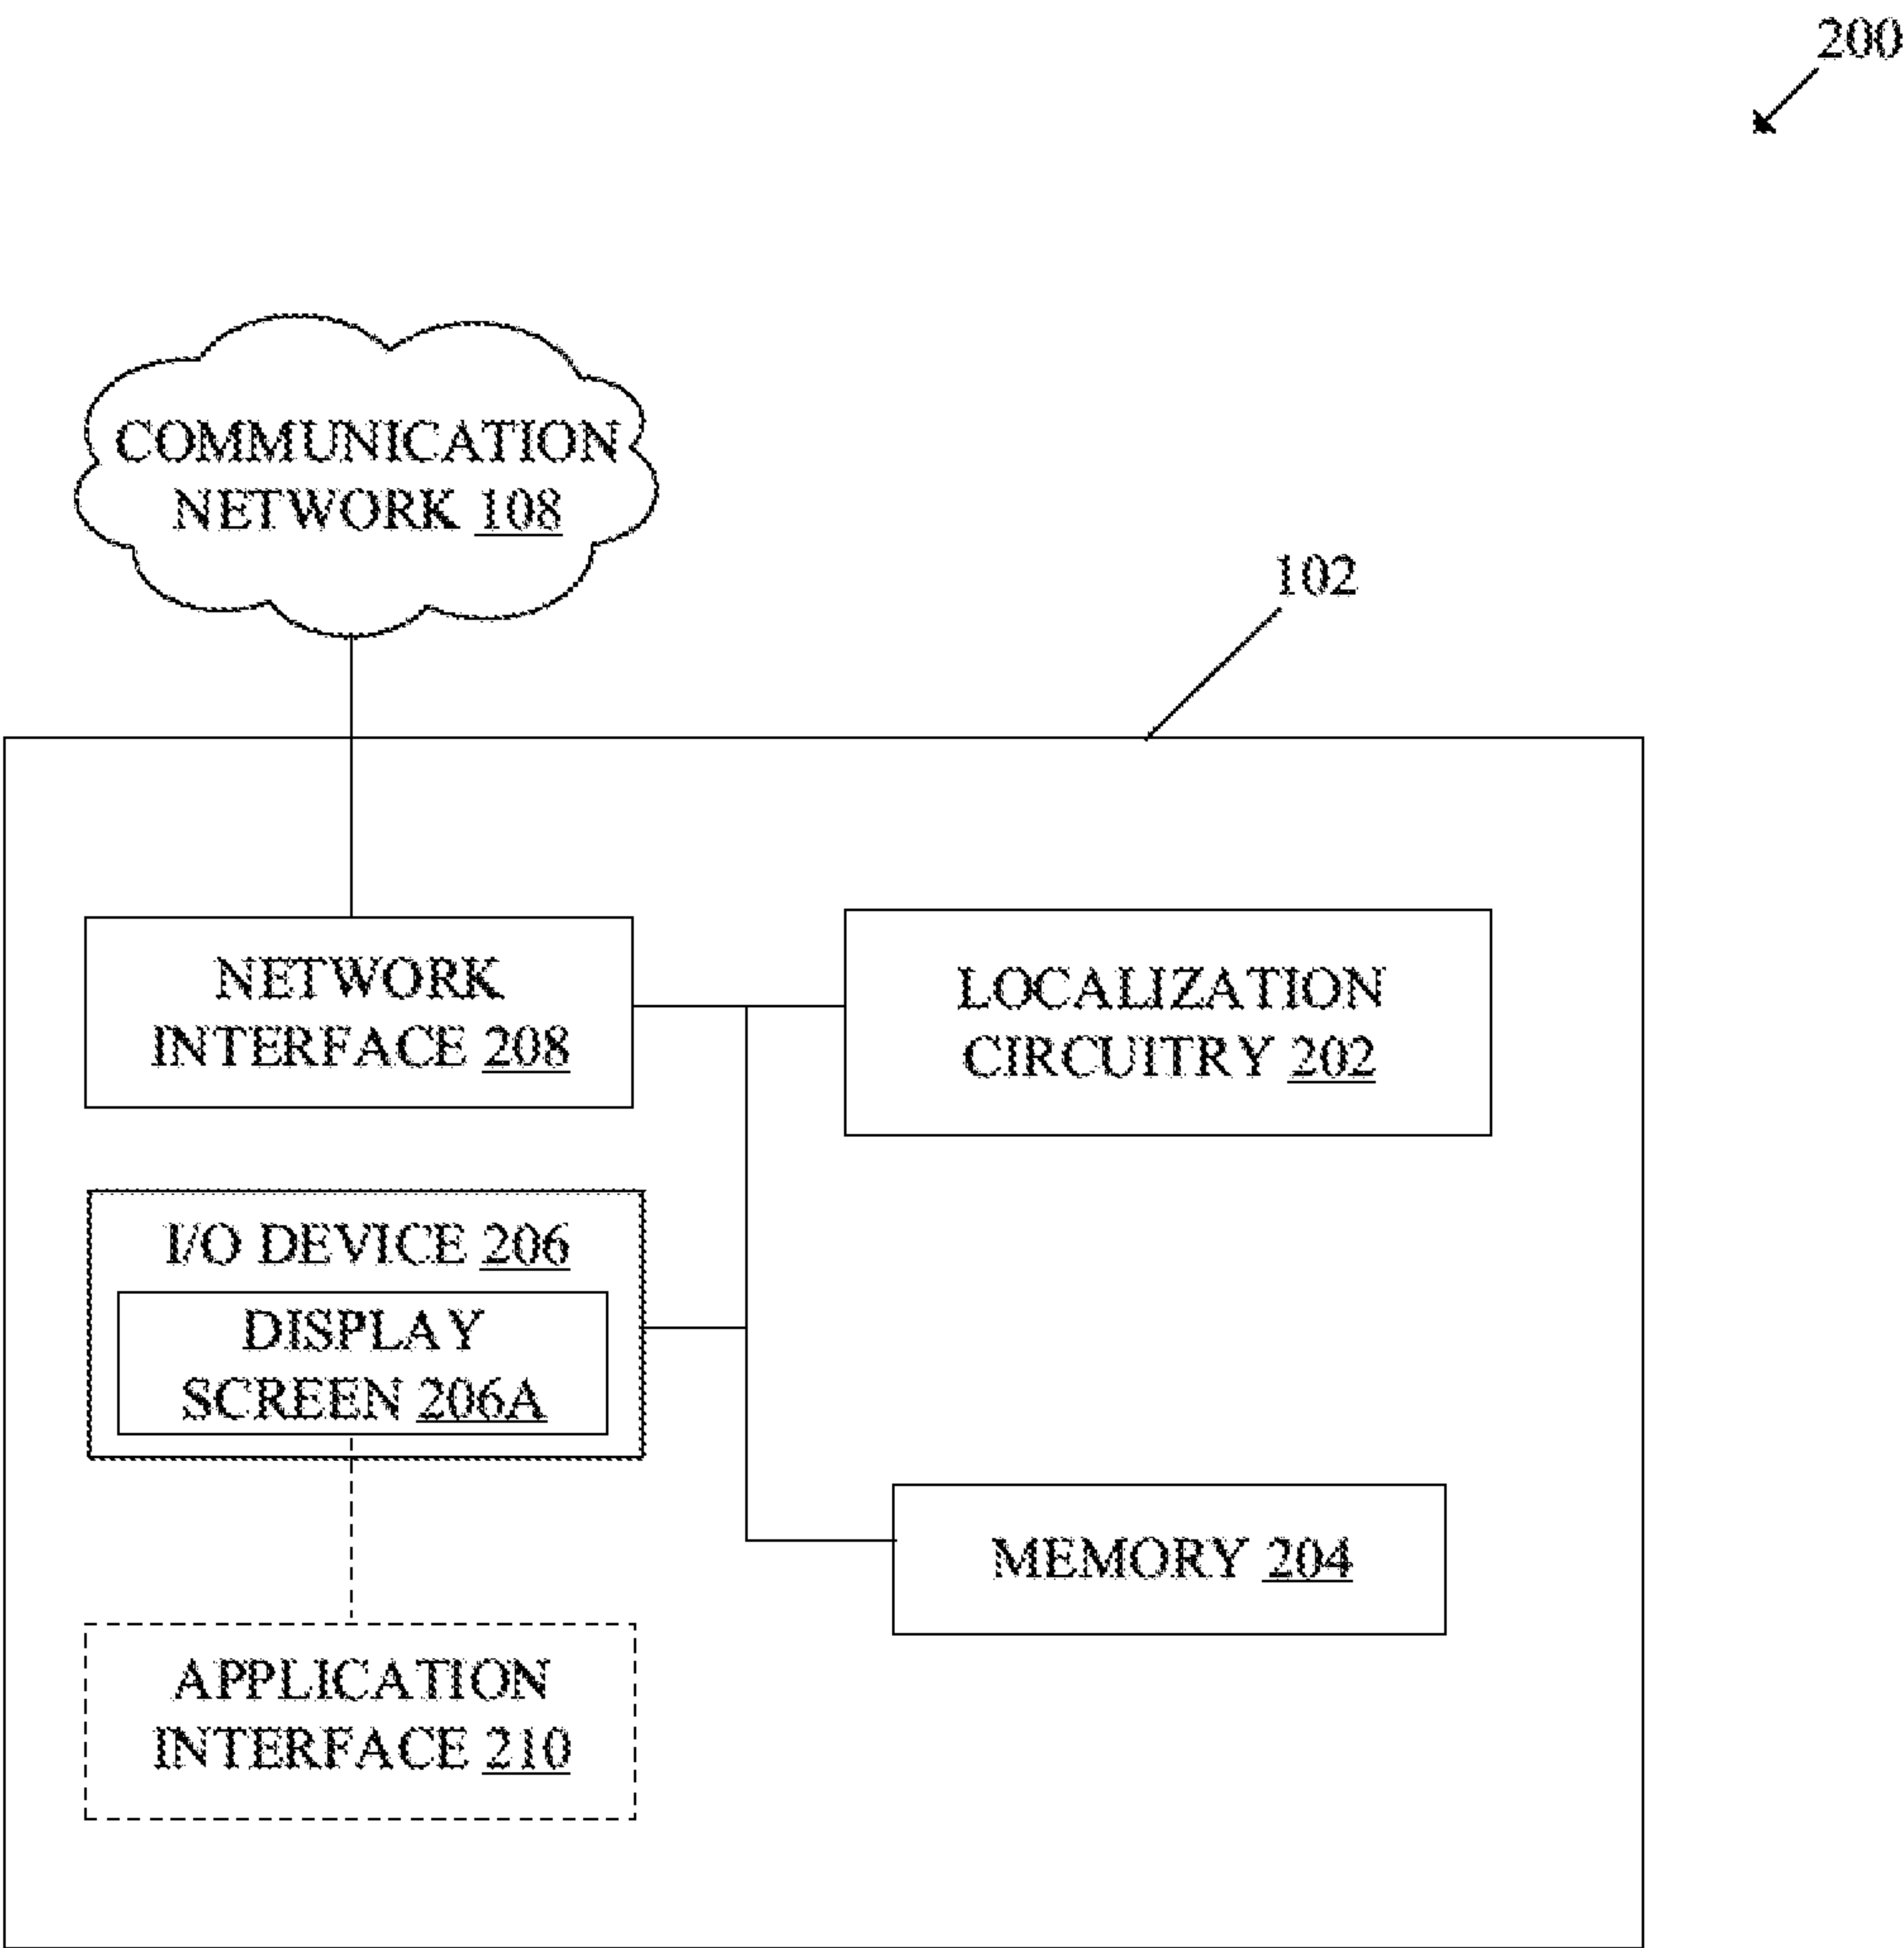 200
COMMUNICATION
NETWORK 108
102
NETWORK
INTERFACE 208
LOCALIZATION
CIRCUITRY 202
I/O DEVICE 206
DISPLAY
SCREEN 206A
MEMORY 204
APPLICATION
INTERFACE 210